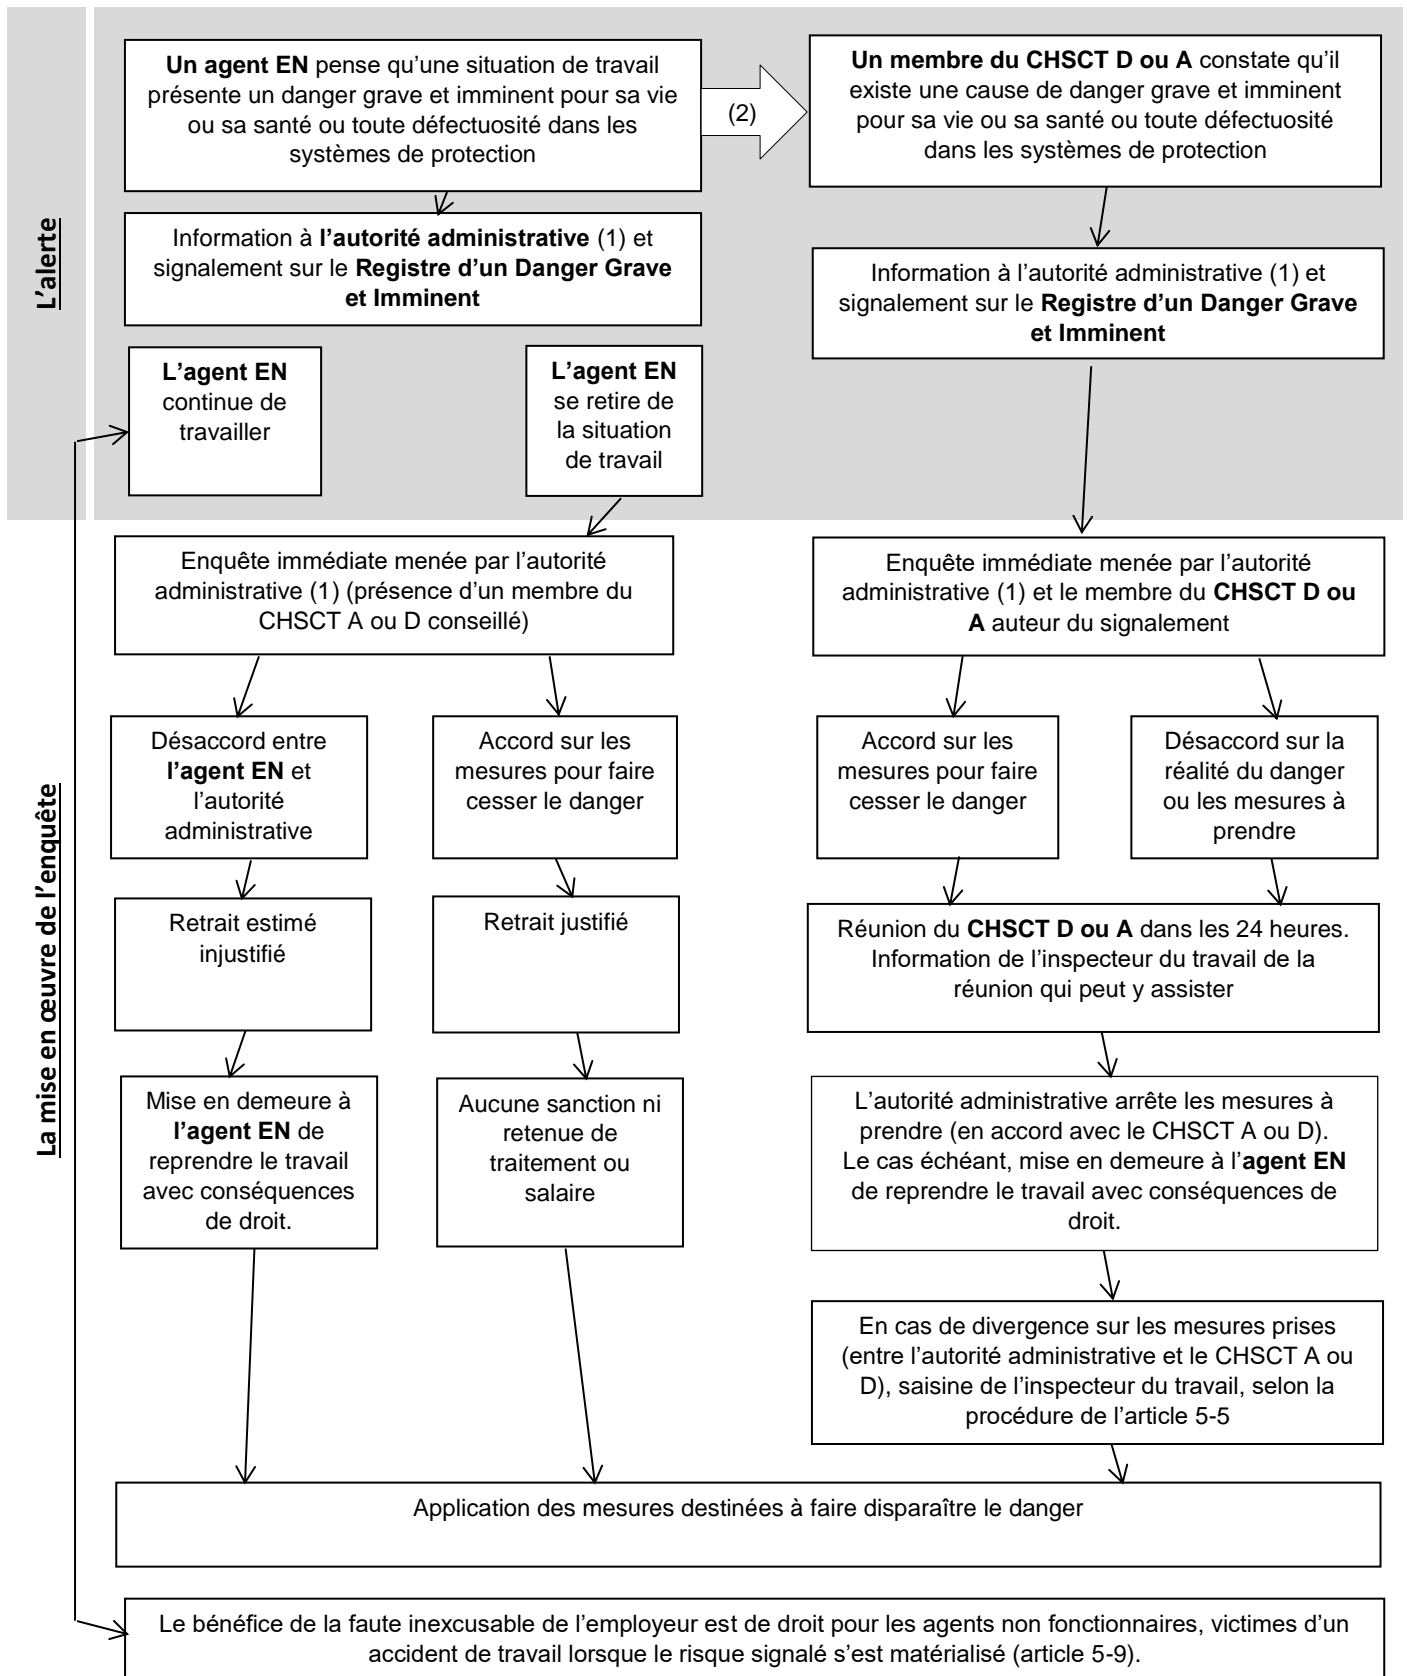 L'alerte
Un agent EN pense qu'une situation de travail
présente un danger grave et imminent pour sa vie
ou sa santé ou toute défectuosité dans les
systèmes de protection
(2)
Un membre du CHSCT D ou A constate qu'il
existe une cause de danger grave et imminent
pour sa vie ou sa santé ou toute défectuosité
dans les systèmes de protection
Information à l'autorité administrative (1) et
signalement sur le Registre d'un Danger Grave
et Imminent
Information à l'autorité administrative (1) et
signalement sur le Registre d'un Danger Grave
et Imminent
L'agent EN
continue de
travailler
L'agent EN
se retire de
la situation
de travail
La mise en œuvre de l'enquête
Enquête immédiate menée par l'autorité
administrative (1) (présence d'un membre du
CHSCT A ou D conseillé)
Enquête immédiate menée par l'autorité
administrative (1) et le membre du CHSCT D ou
A auteur du signalement
Désaccord entre
l'agent EN et
l'autorité
administrative
Accord sur les
mesures pour faire
cesser le danger
Accord sur les
mesures pour faire
cesser le danger
Désaccord sur la
réalité du danger
ou les mesures à
prendre
Retrait estimé
injustifié
Retrait justifié
Réunion du CHSCT D ou A dans les 24 heures.
Information de l'inspecteur du travail de la
réunion qui peut y assister
Mise en demeure à
l'agent EN de
reprendre le travail
avec conséquences
de droit.
Aucune sanction ni
retenue de
traitement ou
salaire
L'autorité administrative arrête les mesures à
prendre (en accord avec le CHSCT A ou D).
Le cas échéant, mise en demeure à l'agent EN
de reprendre le travail avec conséquences de
droit.
En cas de divergence sur les mesures prises
(entre l'autorité administrative et le CHSCT A ou
D), saisine de l'inspecteur du travail, selon la
procédure de l'article 5-5
Application des mesures destinées à faire disparaître le danger
Le bénéfice de la faute inexcusable de l'employeur est de droit pour les agents non fonctionnaires, victimes d'un
accident de travail lorsque le risque signalé s'est matérialisé (article 5-9).